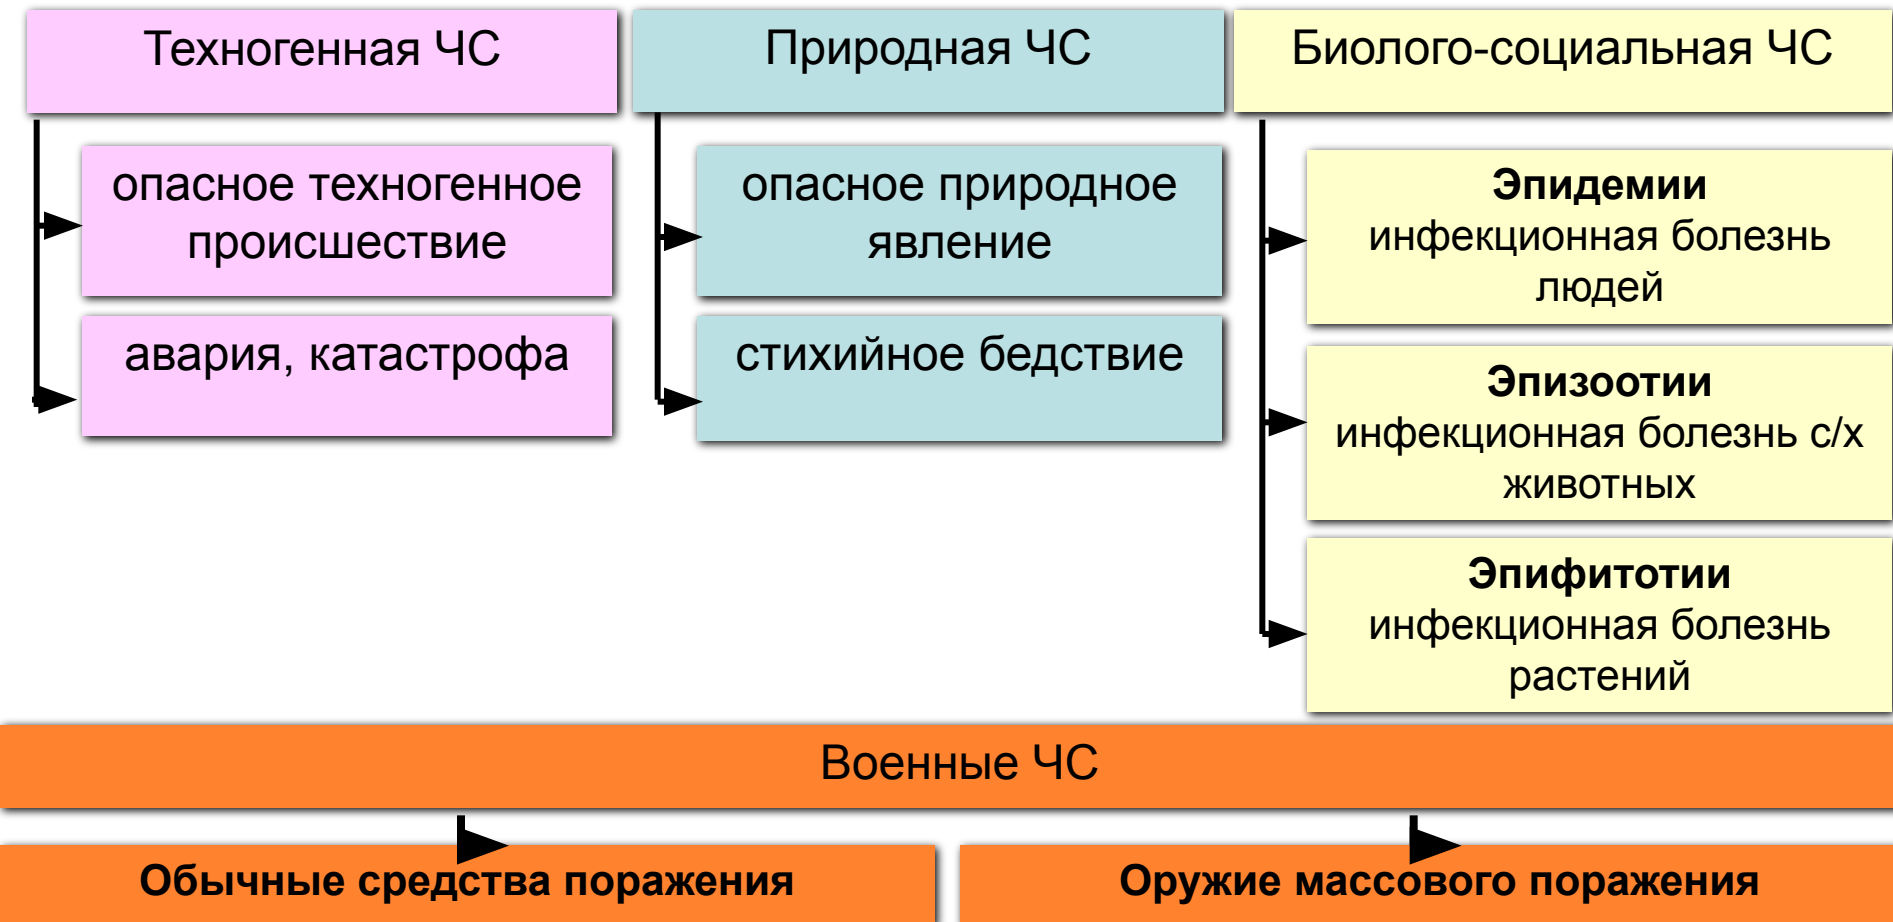 Техногенная ЧС
опасное техногенное
происшествие
авария, катастрофа
Природная ЧС
опасное природное
явление
стихийное бедствие
Биолого-социальная ЧС
Эпидемии
инфекционная болезнь
людей
Эпизоотии
инфекционная болезнь с/х
животных
Эпифитотии
инфекционная болезнь
растений
Военные ЧС
Обычные средства поражения
Оружие массового поражения